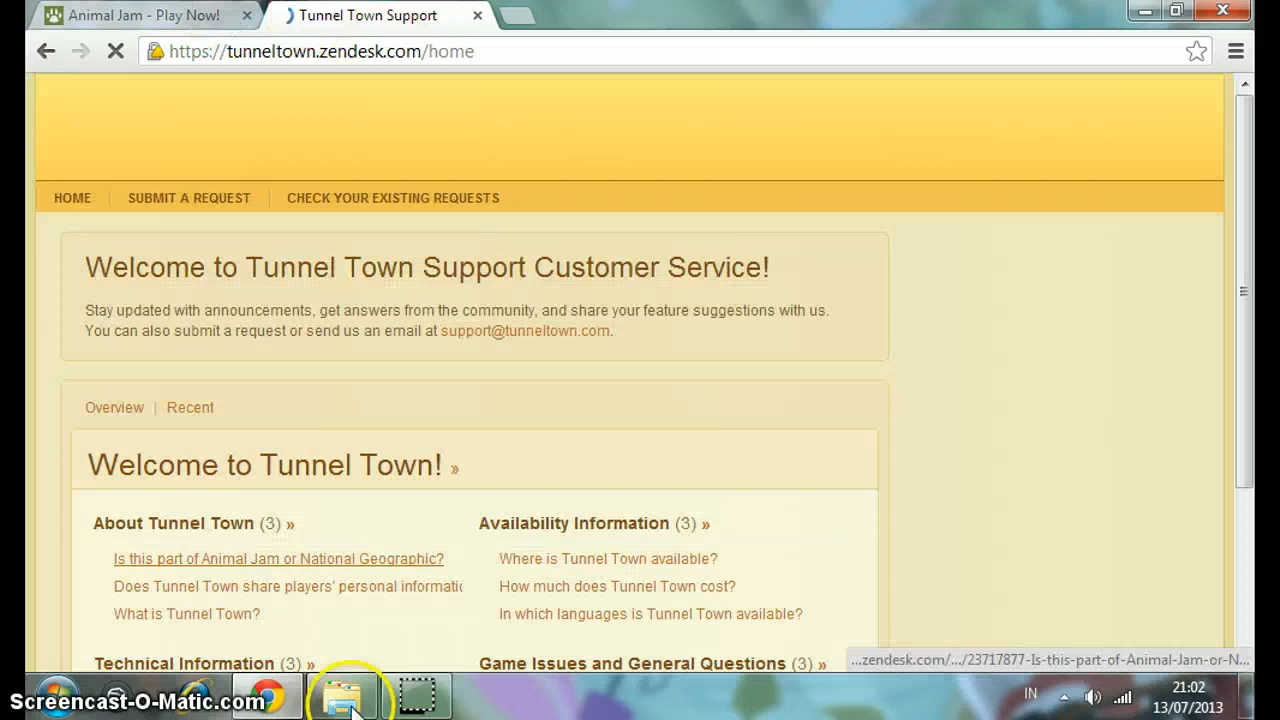 Animal Jam - Play Now!
Tunnel Town Support
https://tunneltown.zendesk.com/home
HOME
SUBMIT A REQUEST
CHECK YOUR EXISTING REQUESTS
Welcome to Tunnel Town Support Customer Service!
Stay updated with announcements, get answers from the community, and share your feature suggestions with us.
You can also submit a request or send us an email at support@tunneltown.com.
Overview | Recent
Welcome to Tunnel Town! »
About Tunnel Town (3) »
Is this part of Animal Jam or National Geographic?
Does Tunnel Town share players' personal informatic
What is Tunnel Town?
Availability Information (3) »
Where is Tunnel Town available?
How much does Tunnel Town cost?
In which languages is Tunnel Town available?
Technical Information (3) »
Game Issues and General Questions (3) »
...zendesk.com/.../23717877-Is-this-part-of-Animal-Jam-or-N...
Screencast-O-Matic.com
IN
21:02
13/07/2013